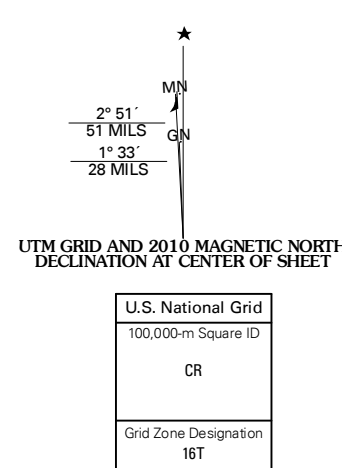 ★
MN
2° 51´
51 MILS
GN
1° 33´
28 MILS
UTM GRID AND 2010 MAGNETIC NORTH
DECLINATION AT CENTER OF SHEET
U.S. National Grid
100,000-m Square ID
CR
Grid Zone Designation
16T